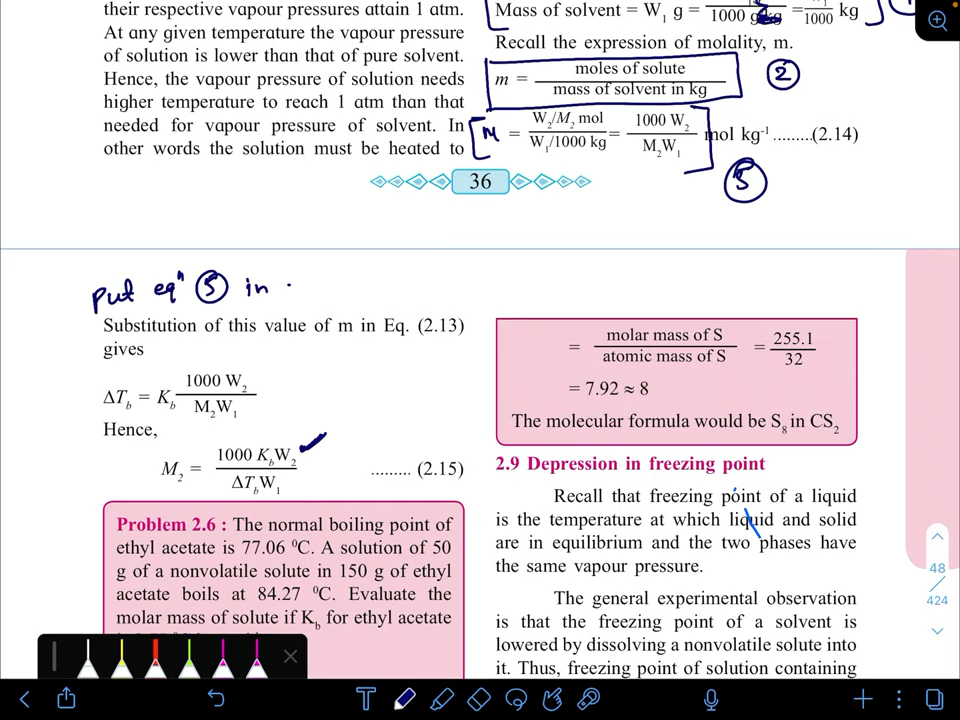 their respective vapour pressures attain 1 atm.
At any given temperature the vapour pressure
of solution is lower than that of pure solvent.
Hence, the vapour pressure of solution needs
higher temperature to reach 1 atm than that
needed for vapour pressure of solvent. In
other words the solution must be heated to
Mass of solvent = W₁ g = /1000 = /1000 kg
Recall the expression of molality, m.
m = moles of solute / mass of solvent in kg
②
m = W₂/M₂ mol / W₁/1000 kg = 1000 W₂ / M₂W₁ mol kg⁻¹ .........(2.14)
⑤
36
put eqⁿ ⑤ in
Substitution of this value of m in Eq. (2.13)
gives
ΔT_b = K_b 1000 W₂ / M₂W₁
Hence,
M₂ = 1000 K_bW₂ / ΔT_bW₁ ......... (2.15)
Problem 2.6 : The normal boiling point of
ethyl acetate is 77.06 ⁰C. A solution of 50
g of a nonvolatile solute in 150 g of ethyl
acetate boils at 84.27 ⁰C. Evaluate the
molar mass of solute if K_b for ethyl acetate
= molar mass of S / atomic mass of S = 255.1 / 32
= 7.92 ≈ 8
The molecular formula would be S₈ in CS₂
2.9 Depression in freezing point
Recall that freezing point of a liquid
is the temperature at which liquid and solid
are in equilibrium and the two phases have
the same vapour pressure.
The general experimental observation
is that the freezing point of a solvent is
lowered by dissolving a nonvolatile solute into
it. Thus, freezing point of solution containing
48
424